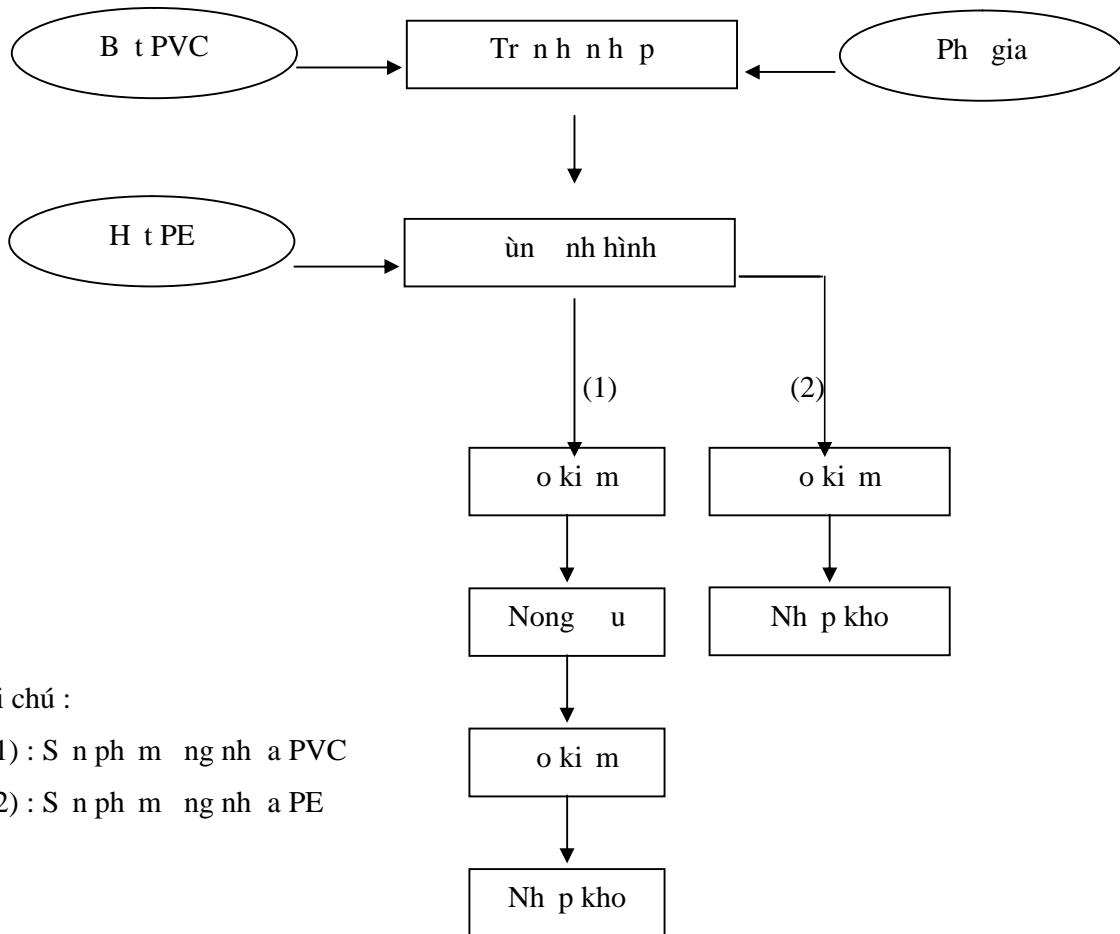 B t PVC
Tr n h n h p
Ph gia
H t PE
ùn nh hình
(1)
(2)
o ki m
o ki m
Nong u
Nh p kho
i chú :
1) : S n ph m ng nh a PVC
o ki m
2) : S n ph m ng nh a PE
Nh p kho